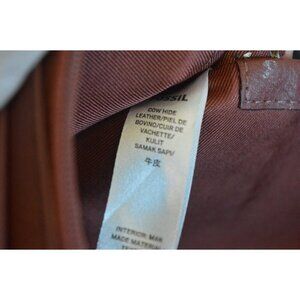 COW HIDE
LEATHER/PIEL DE
BOVINO/CUIR DE
VACHETTE/
KULIT
SAMAK SAPI/
牛皮
INTERIOR: MAN
MADE MATERIAL